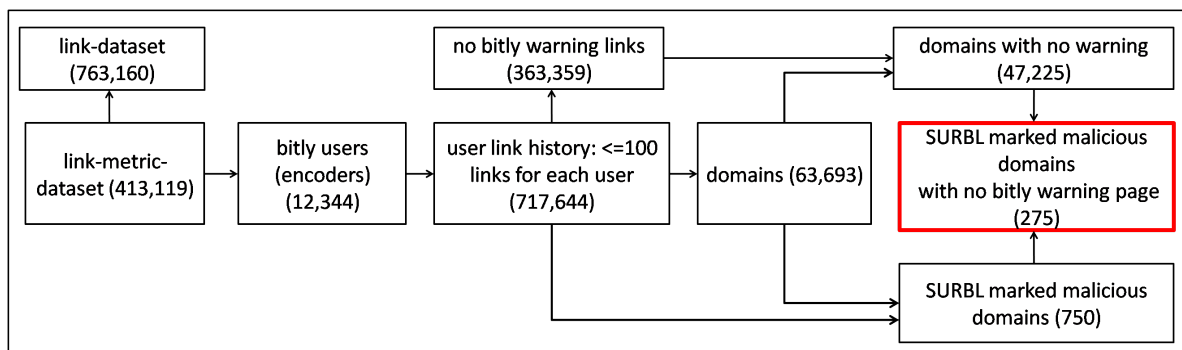 link-dataset
(763,160)
no bitly warning links
(363,359)
domains with no warning
(47,225)
link-metric-
dataset (413,119)
bitly users
(encoders)
(12,344)
user link history: <=100
links for each user
(717,644)
domains (63,693)
SURBL marked malicious
domains
with no bitly warning page
(275)
SURBL marked malicious
domains (750)